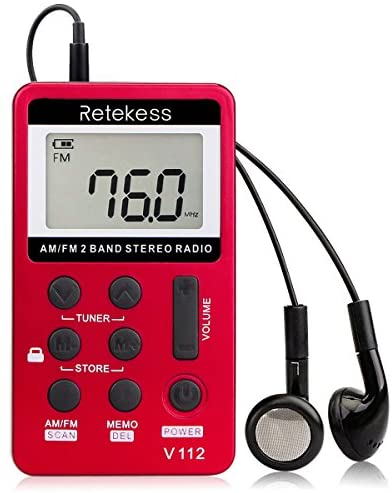 Retekess
FM
76.0 MHz
AM/FM 2 BAND STEREO RADIO
TUNER
VOLUME
M+ M-
STORE
AM/FM MEMO
SCAN DEL POWER
V112
L